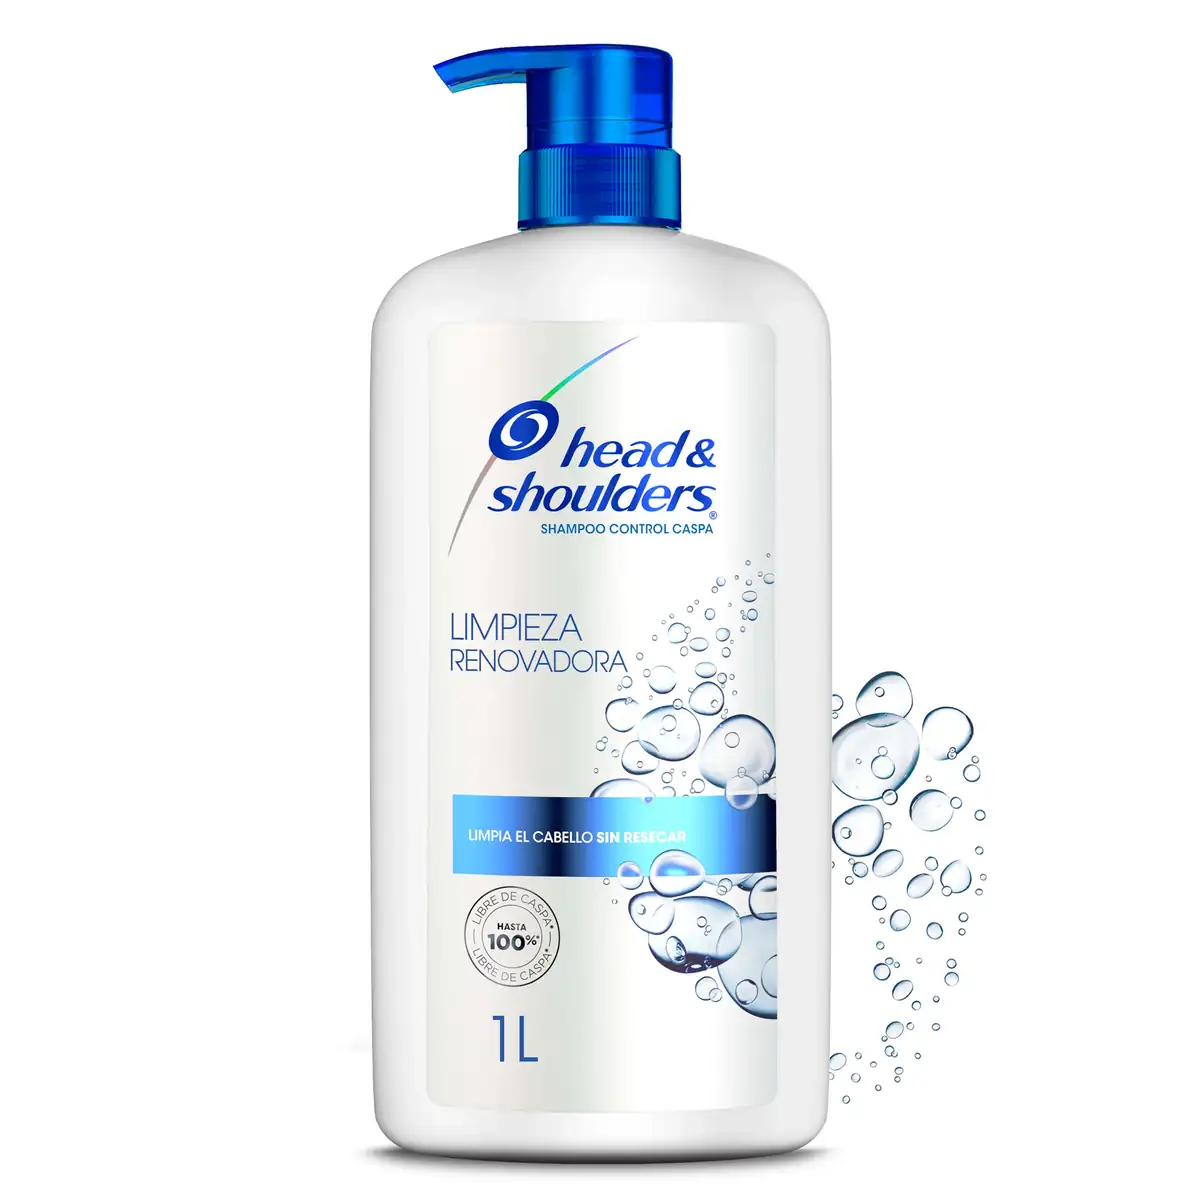 head &
shoulders®
SHAMPOO CONTROL CASPA
LIMPIEZA
RENOVADORA
LIMPIA EL CABELLO SIN RESECAR
LIBRE DE CASPA*
HASTA
100%*
LIBRE DE CASPA*
1L